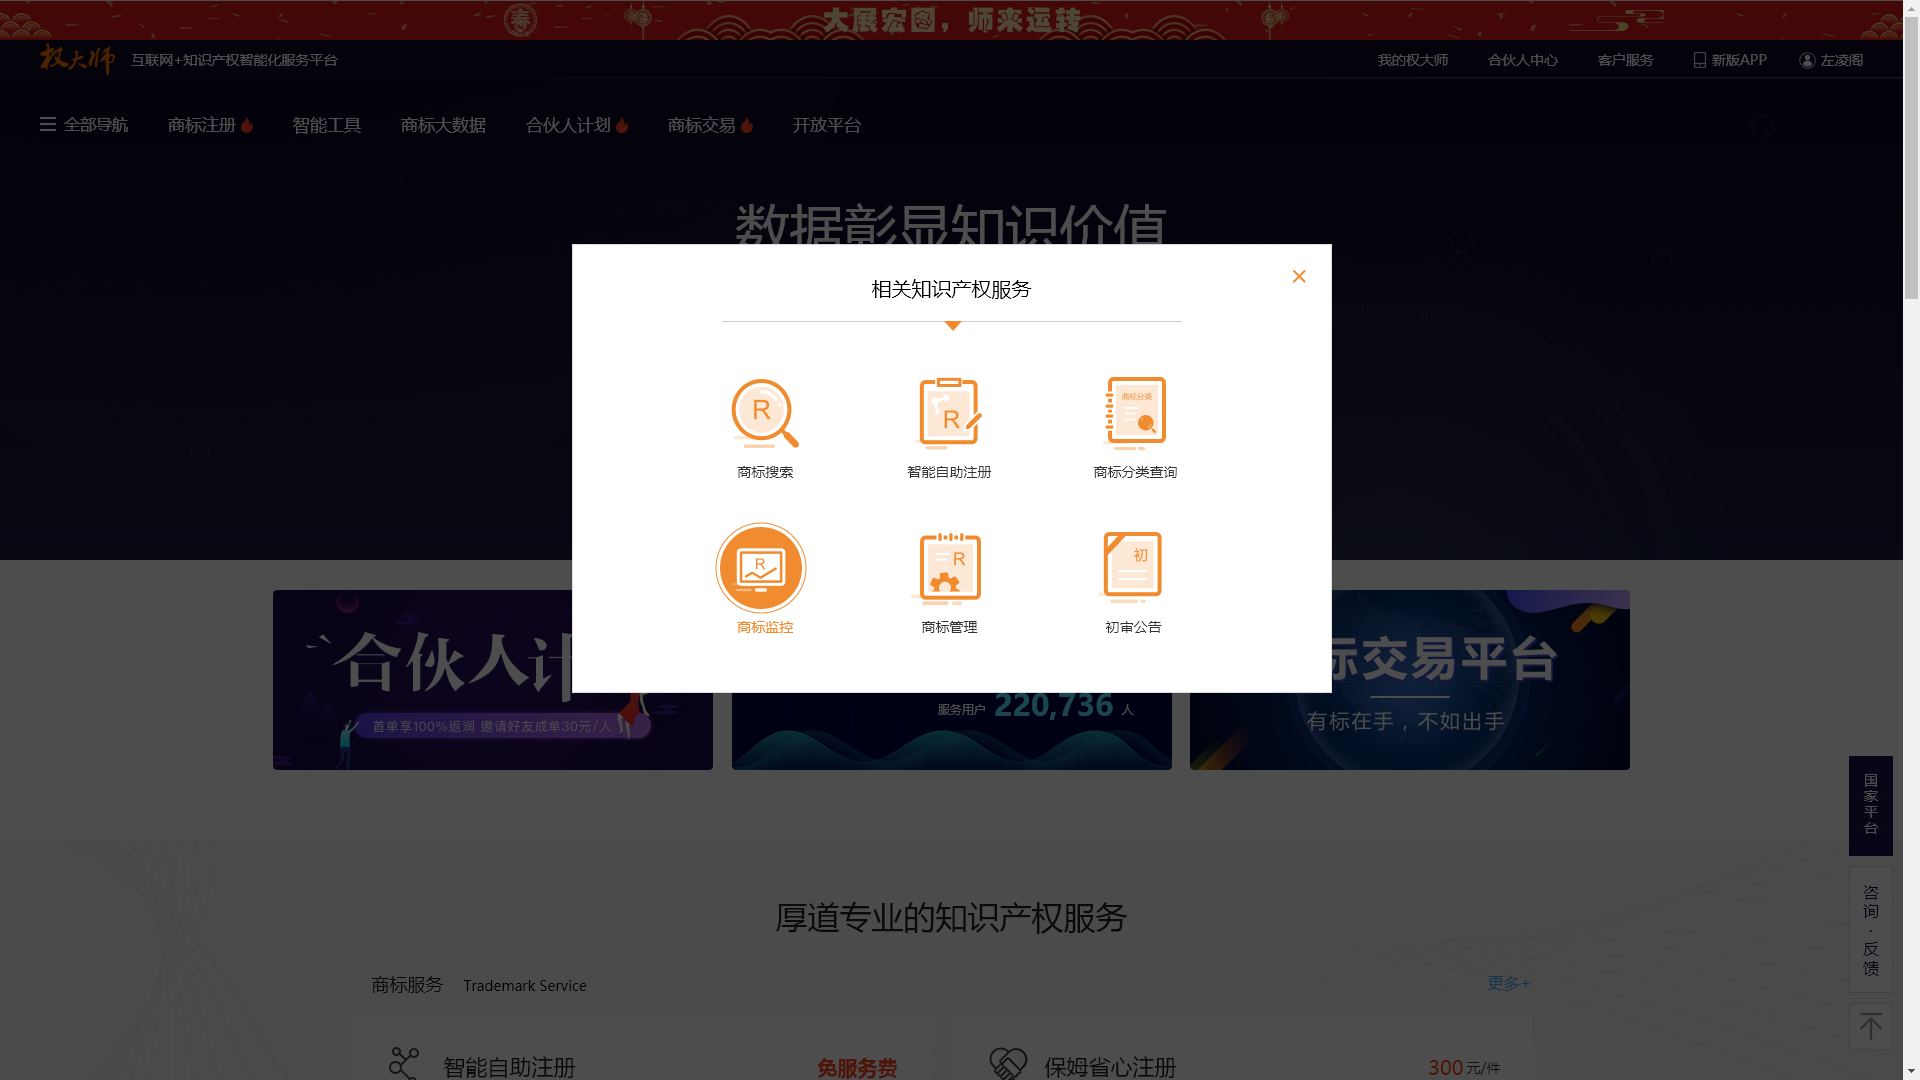 春
大展宏图，师来运转
权大师 互联网+知识产权智能化服务平台
我的权大师 合伙人中心 客户服务 新版APP 左凌阁
全部导航 商标注册 智能工具 商标大数据 合伙人计划 商标交易 开放平台
数据彰显知识价值
相关知识产权服务
R R 商标分类
商标搜索 智能自助注册 商标分类查询
R R 初
商标监控 商标管理 初审公告
合伙人计
首单享100%返润 邀请好友成单30元/人
服务用户 220,736 人
标交易平台
有标在手，不如出手
国家平台
咨询·反馈
厚道专业的知识产权服务
商标服务 Trademark Service 更多+
智能自助注册 免服务费 保姆省心注册 300元/件